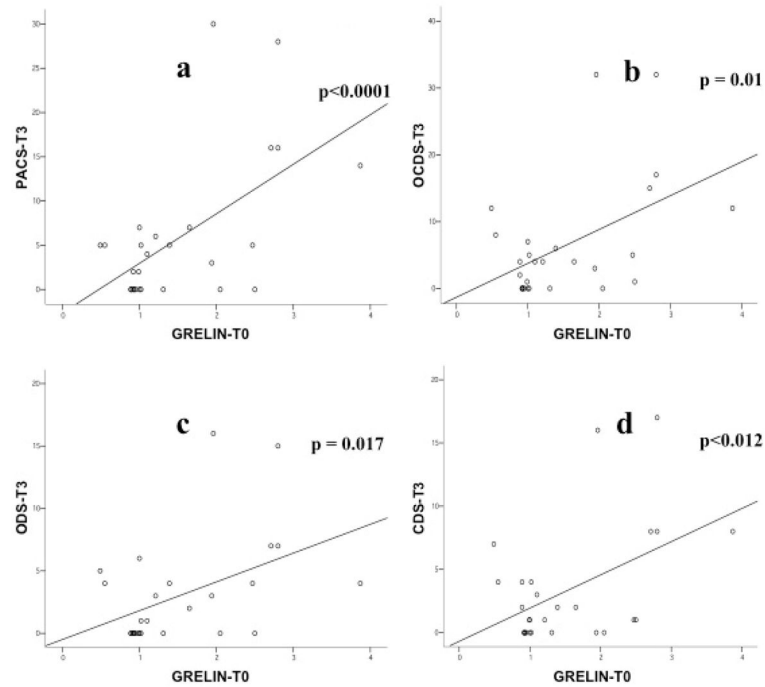 a
p<0.0001
PACS-T3
30
25
20
15
10
5
0
0 1 2 3 4
GRELIN-T0
b
p = 0.01
OCDS-T3
40
30
20
10
0
0 1 2 3 4
GRELIN-T0
c
p = 0.017
ODS-T3
20
15
10
5
0
0 1 2 3 4
GRELIN-T0
d
p<0.012
CDS-T3
20
15
10
5
0
0 1 2 3 4
GRELIN-T0